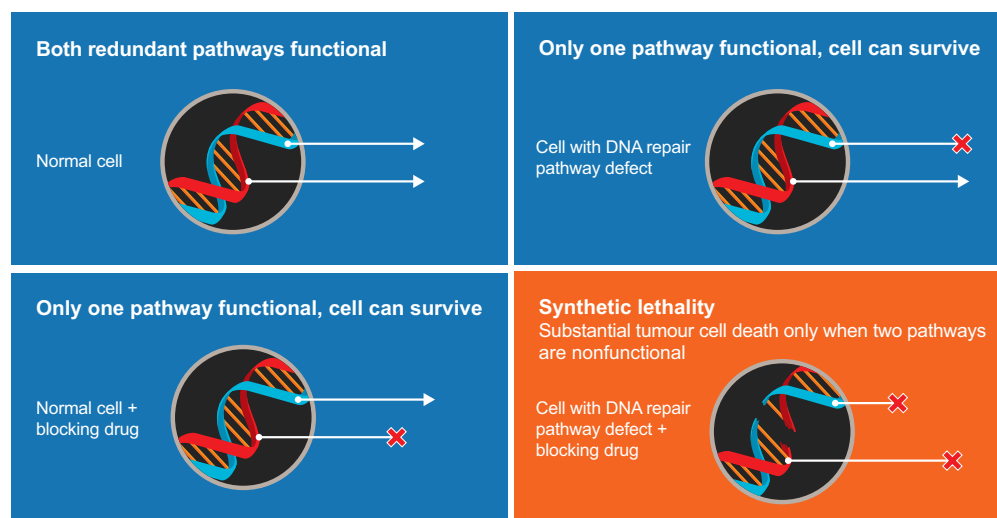 Both redundant pathways functional
Normal cell
Only one pathway functional, cell can survive
Cell with DNA repair
pathway defect
Only one pathway functional, cell can survive
Normal cell +
blocking drug
Synthetic lethality
Substantial tumour cell death only when two pathways
are nonfunctional
Cell with DNA repair
pathway defect +
blocking drug